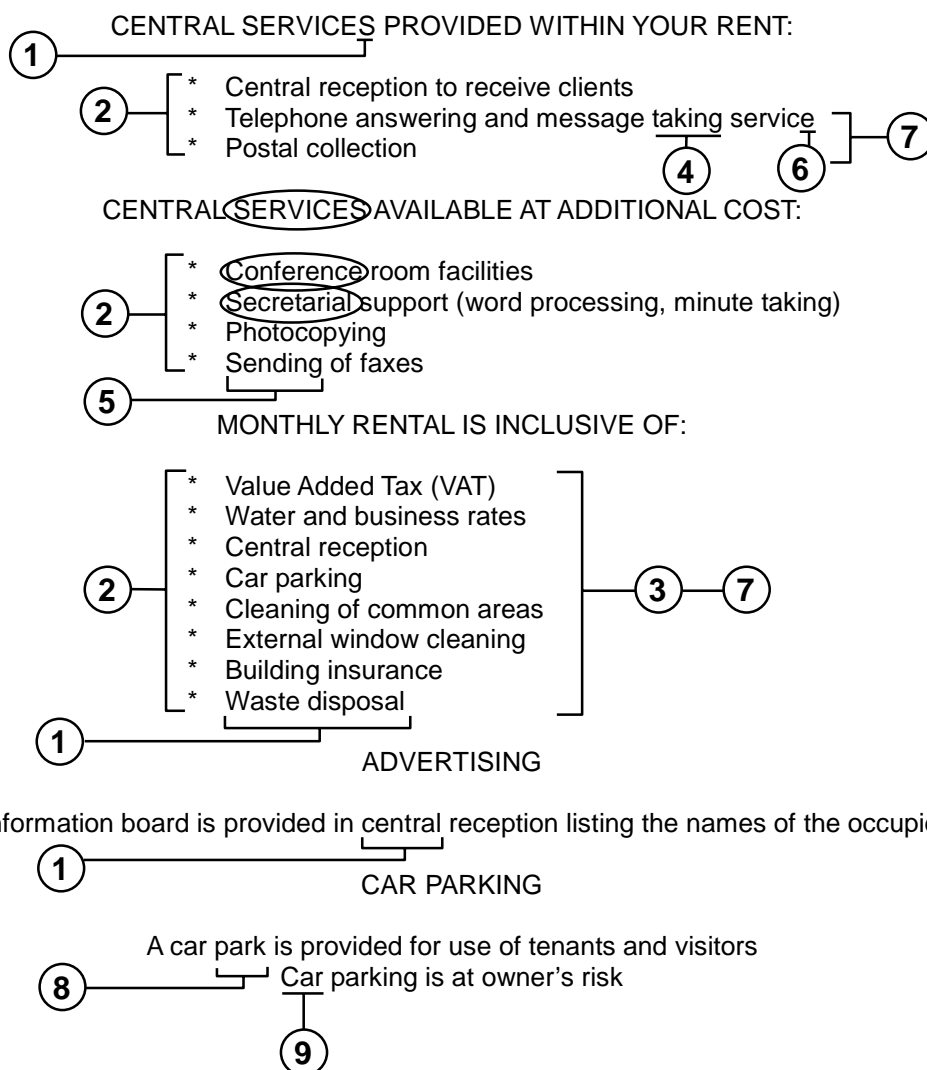 CENTRAL SERVICES PROVIDED WITHIN YOUR RENT:
1
* Central reception to receive clients
2 * Telephone answering and message taking service 7
* Postal collection
4 6
CENTRAL SERVICES AVAILABLE AT ADDITIONAL COST:
* Conference room facilities
2 * Secretarial support (word processing, minute taking)
* Photocopying
* Sending of faxes
5
MONTHLY RENTAL IS INCLUSIVE OF:
* Value Added Tax (VAT)
* Water and business rates
* Central reception
2 * Car parking 3 7
* Cleaning of common areas
* External window cleaning
* Building insurance
* Waste disposal
1
ADVERTISING
board is provided in central reception listing the names of the
1
CAR PARKING
A car park is provided for use of tenants and visitors
8 Car parking is at owner's risk
9